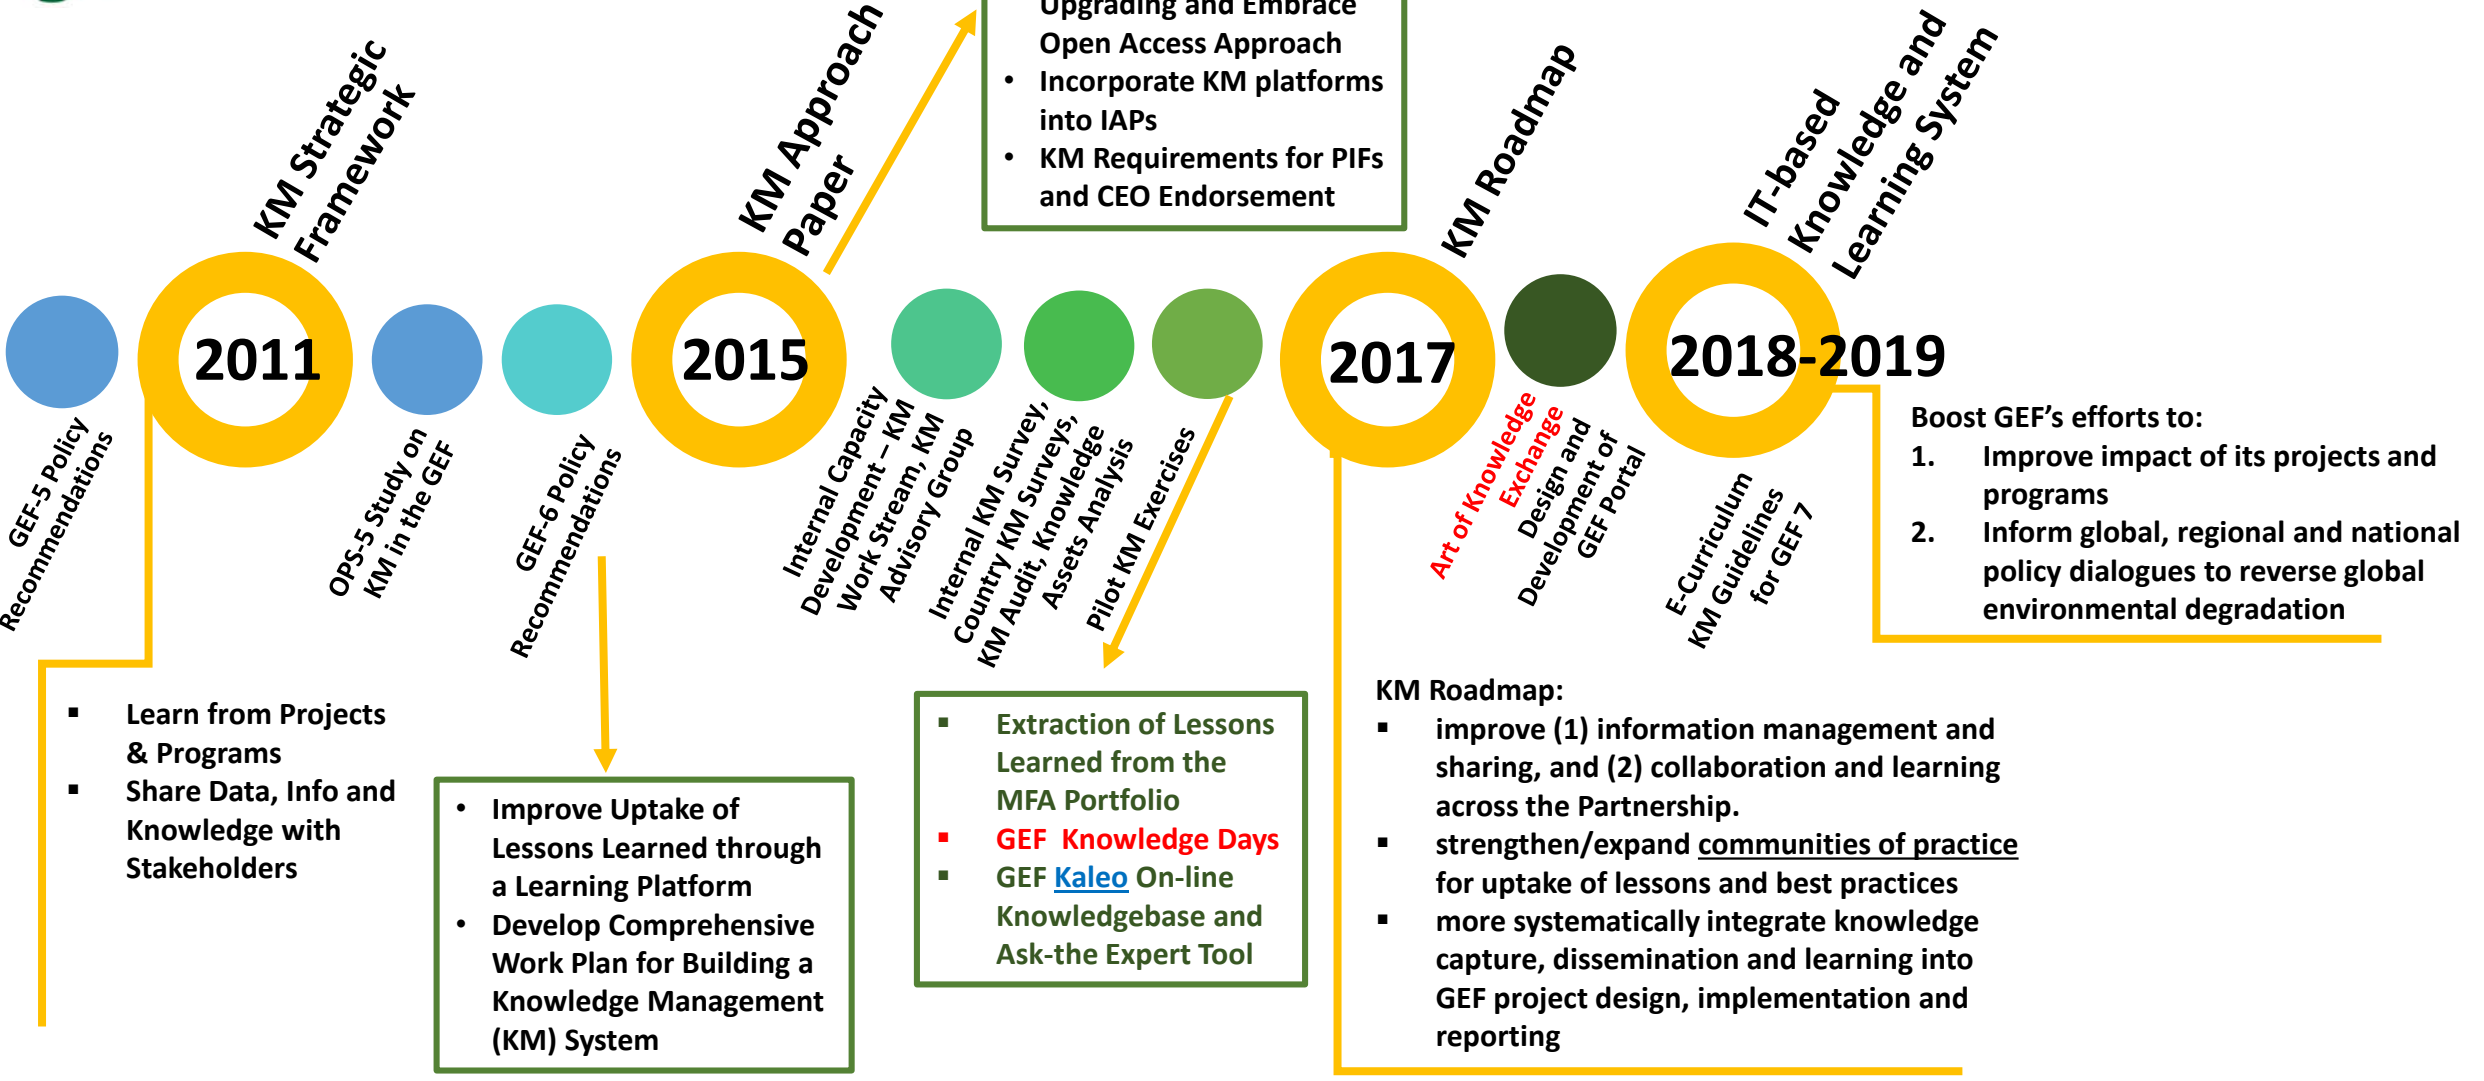 Upgrading and Embrace
Open Access Approach
• Incorporate KM platforms
into IAPs
• KM Requirements for PIFs
and CEO Endorsement
KM Strategic
Framework
KM Approach
Paper
KM Roadmap
IT-based
Knowledge and
Learning System
2011
2015
2017
2018-2019
GEF-5 Policy
Recommendations
OPS-5 Study on
KM in the GEF
GEF-6 Policy
Recommendations
Internal Capacity
Development – KM
Work Stream, KM
Advisory Group
Internal KM Survey,
Country KM Surveys,
KM Audit, Knowledge
Assets Analysis
Pilot KM Exercises
Art of Knowledge
Exchange
Design and
Development of
GEF Portal
E-Curriculum
KM Guidelines
for GEF 7
Boost GEF’s efforts to:
1. Improve impact of its projects and
programs
2. Inform global, regional and national
policy dialogues to reverse global
environmental degradation
▪ Learn from Projects
& Programs
▪ Share Data, Info and
Knowledge with
Stakeholders
• Improve Uptake of
Lessons Learned through
a Learning Platform
• Develop Comprehensive
Work Plan for Building a
Knowledge Management
(KM) System
▪ Extraction of Lessons
Learned from the
MFA Portfolio
▪ GEF Knowledge Days
▪ GEF Kaleo On-line
Knowledgebase and
Ask-the Expert Tool
KM Roadmap:
▪ improve (1) information management and
sharing, and (2) collaboration and learning
across the Partnership.
▪ strengthen/expand communities of practice
for uptake of lessons and best practices
▪ more systematically integrate knowledge
capture, dissemination and learning into
GEF project design, implementation and
reporting